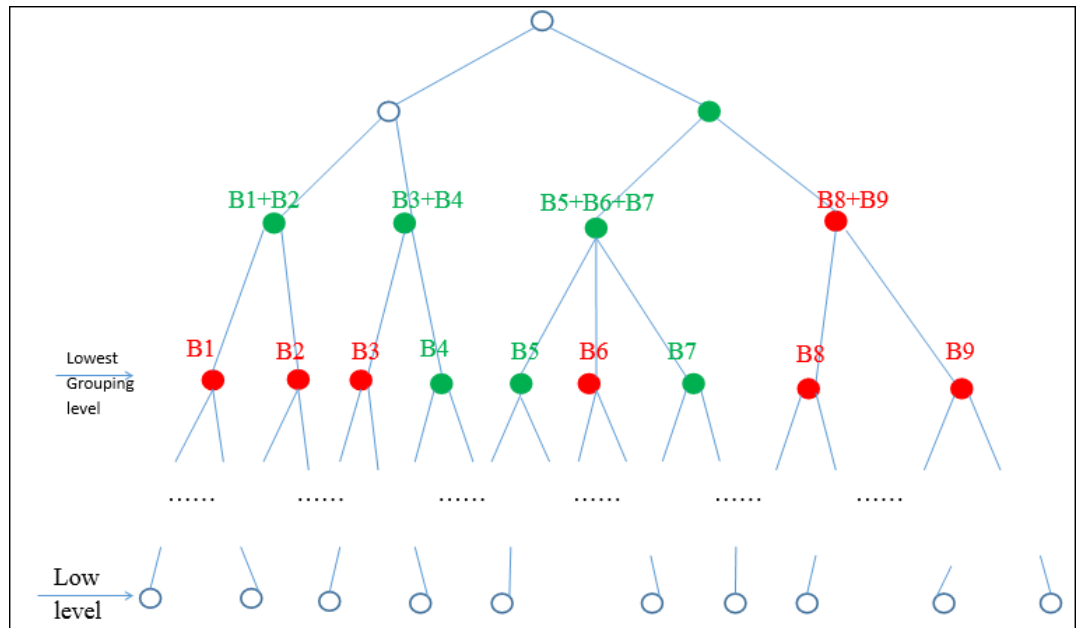 B1+B2
B3+B4
B5+B6+B7
B8+B9
Lowest
Grouping
level
B1
B2
B3
B4
B5
B6
B7
B8
B9
......
......
......
......
......
......
Low
level